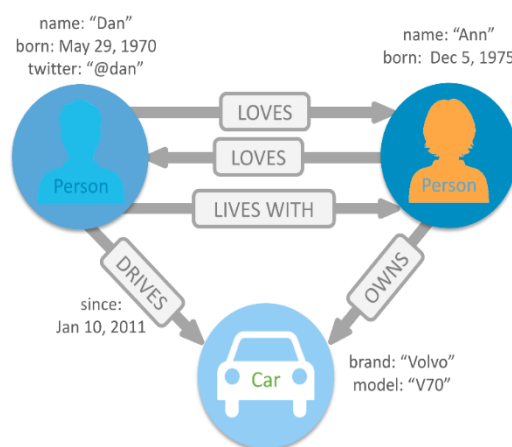 name: “Dan”
born: May 29, 1970
twitter: “@dan”
name: “Ann”
born:  Dec 5, 1975
LOVES
LOVES
Person
Person
LIVES WITH
DRIVES
OWNS
since:
Jan 10, 2011
Car
brand: “Volvo”
model: “V70”